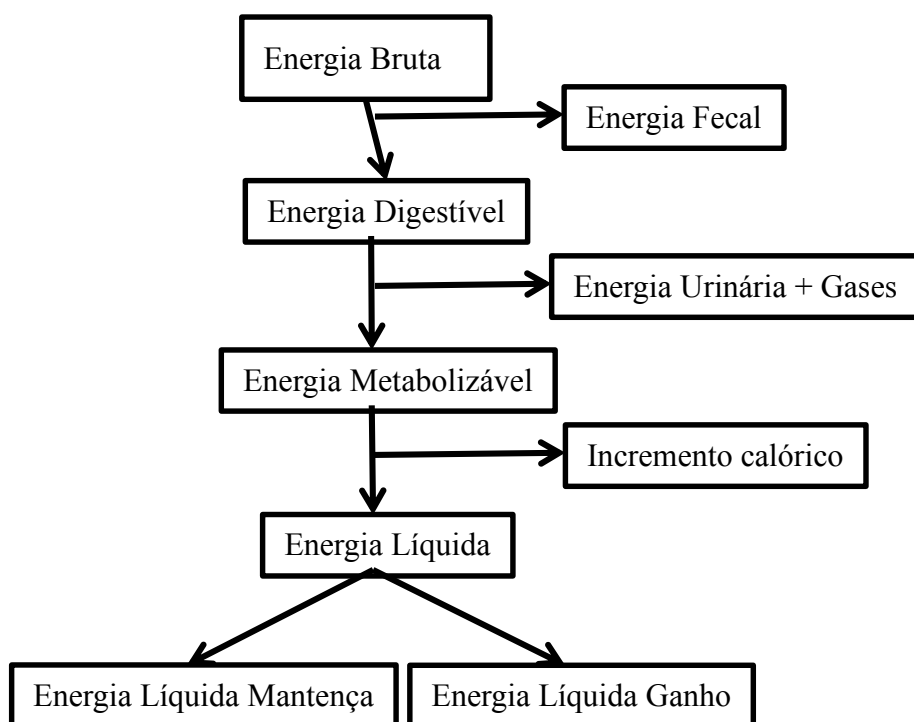 Energia Bruta
Energia Fecal
Energia Digestível
Energia Urinária + Gases
Energia Metabolizável
Incremento calórico
Energia Líquida
Energia Líquida Mantença
Energia Líquida Ganho